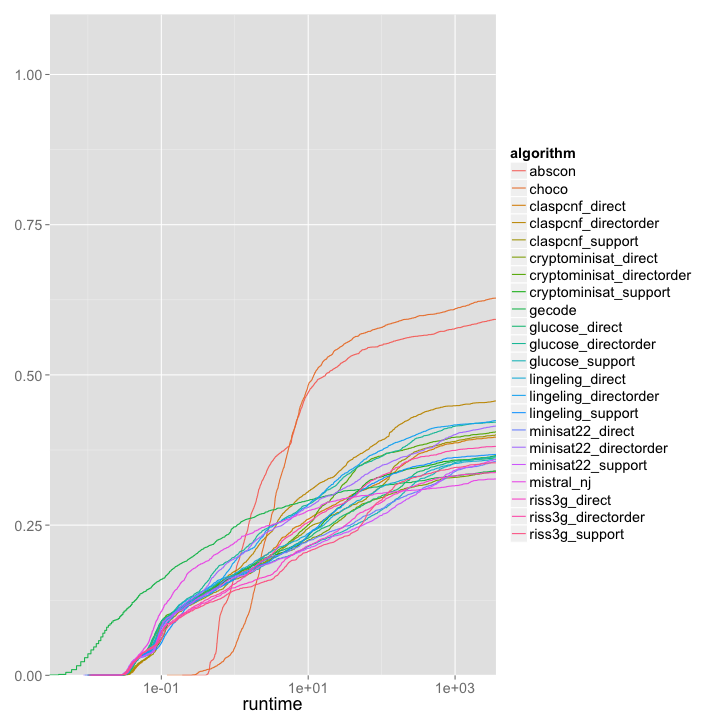 1.00
0.75
0.50
0.25
0.00
1e-01
1e+01
1e+03
runtime
algorithm
abscon
choco
claspcnf_direct
claspcnf_directorder
claspcnf_support
cryptominisat_direct
cryptominisat_directorder
cryptominisat_support
gecode
glucose_direct
glucose_directorder
glucose_support
lingeling_direct
lingeling_directorder
lingeling_support
minisat22_direct
minisat22_directorder
minisat22_support
mistral_nj
riss3g_direct
riss3g_directorder
riss3g_support